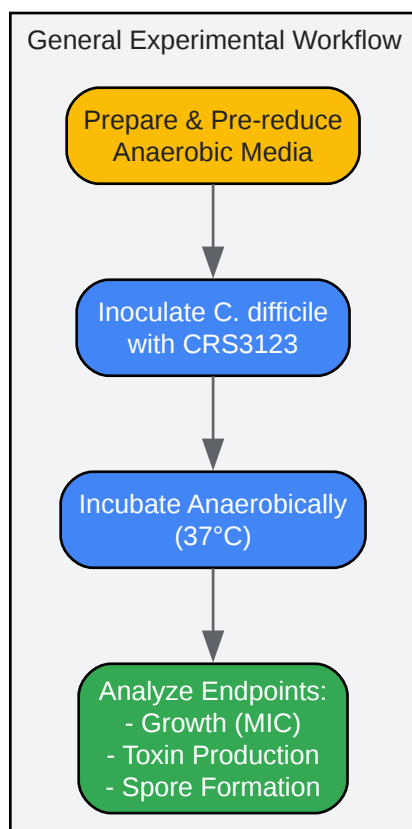 General Experimental Workflow
Prepare & Pre-reduce
Anaerobic Media
Inoculate C. difficile
with CRS3123
Incubate Anaerobically
(37°C)
Analyze Endpoints:
- Growth (MIC)
- Toxin Production
- Spore Formation